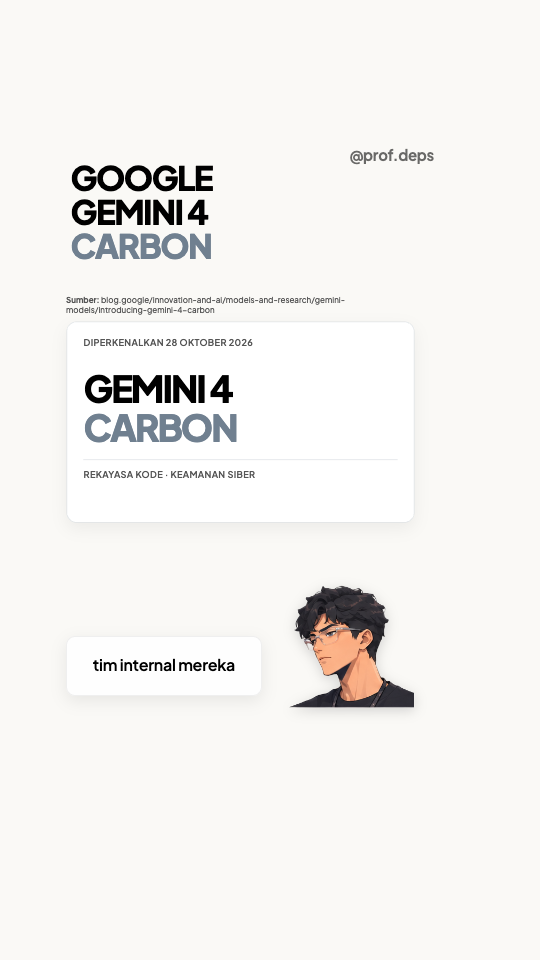 @prof.deps
GOOGLE
GEMINI 4
CARBON
Sumber: blog.google/innovation-and-ai/models-and-research/gemini-
models/introducing-gemini-4-carbon
DIPERKENALKAN 28 OKTOBER 2026
GEMINI 4
CARBON
REKAYASA KODE · KEAMANAN SIBER
tim internal mereka